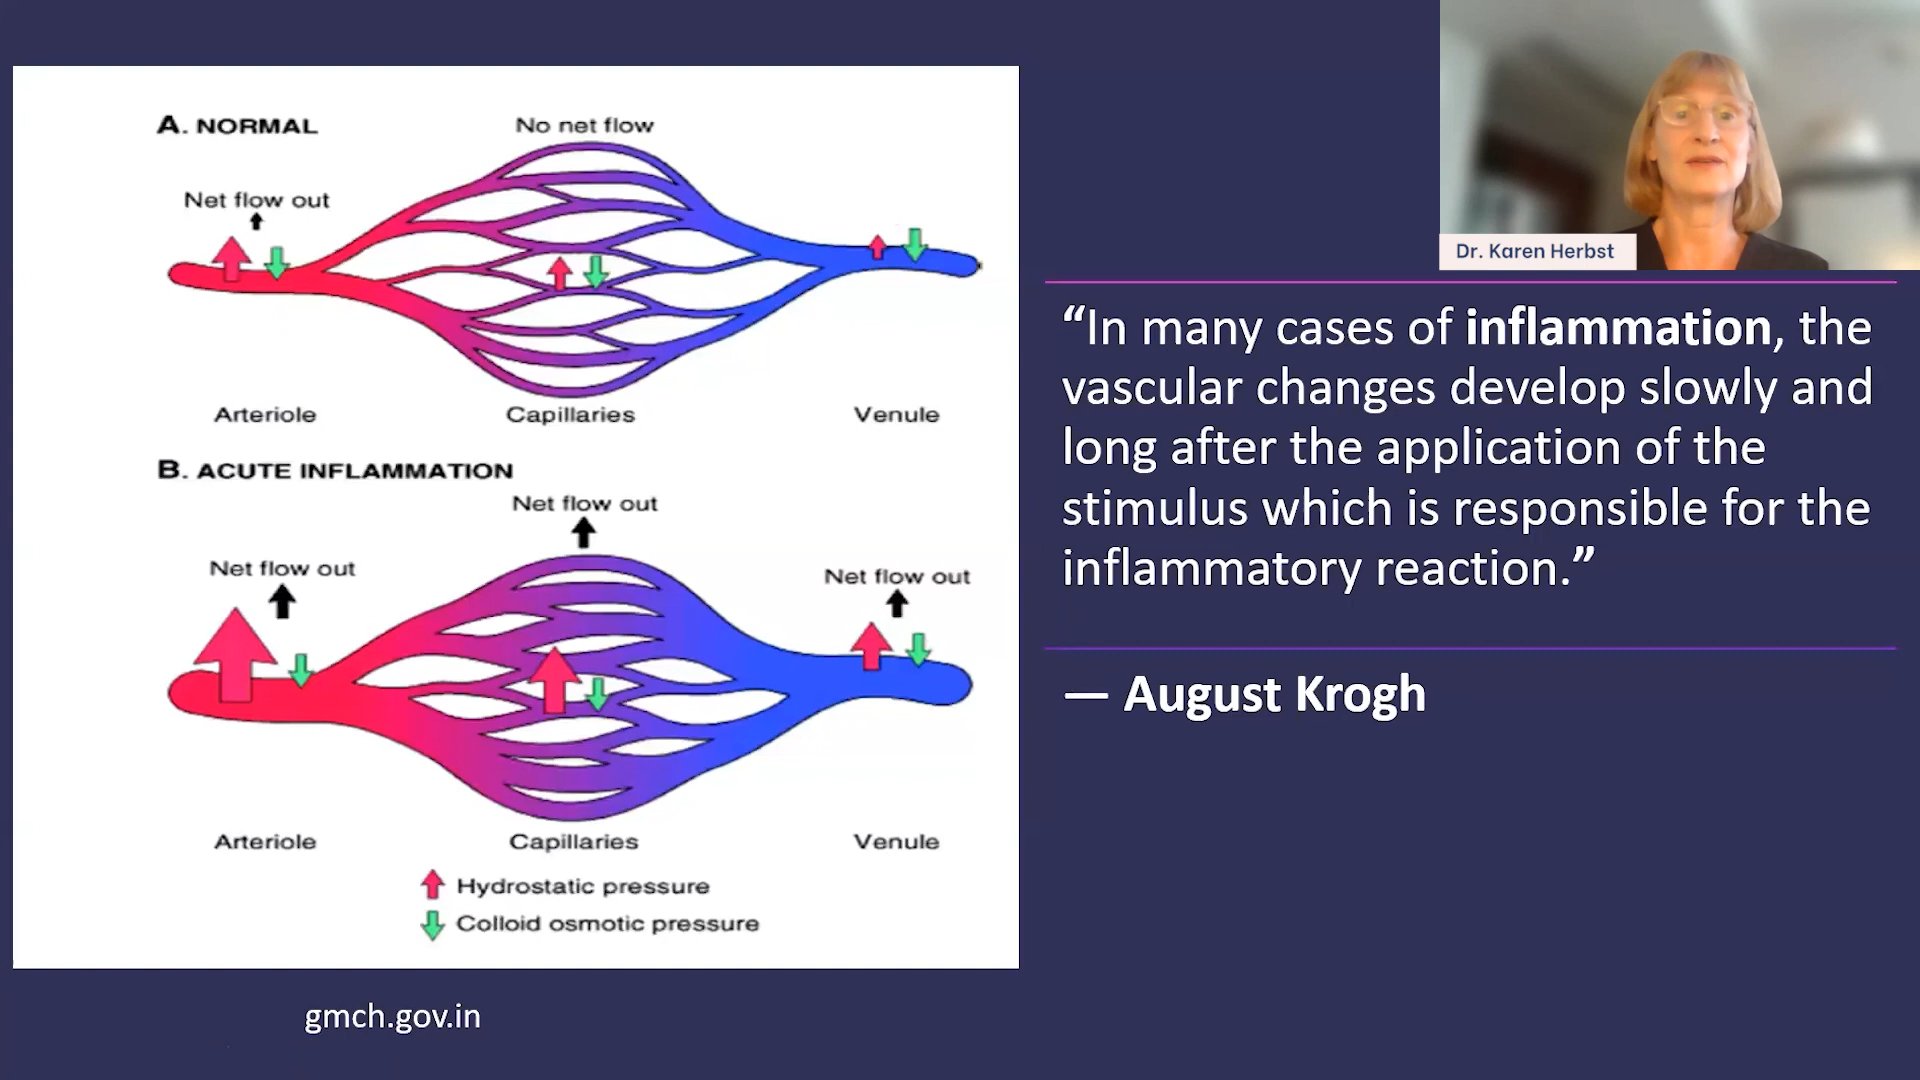 A. NORMAL
No net flow
Net flow out
Arteriole
Capillaries
Venule
B. ACUTE INFLAMMATION
Net flow out
Net flow out
Net flow out
Arteriole
Capillaries
Venule
Hydrostatic pressure
Colloid osmotic pressure
gmch.gov.in
Dr. Karen Herbst
“In many cases of inflammation, the
vascular changes develop slowly and
long after the application of the
stimulus which is responsible for the
inflammatory reaction.”
— August Krogh